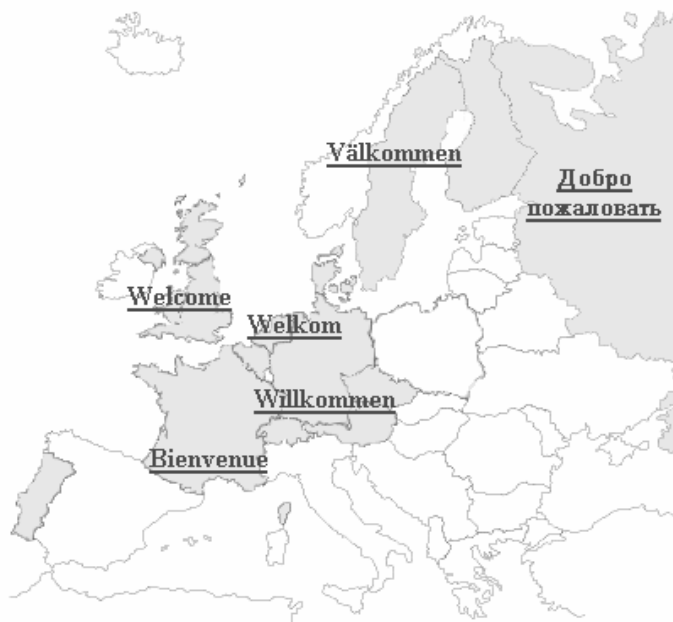 Välkommen
Добро
пожаловать
Welcome
Welkom
Willkommen
Bienvenue